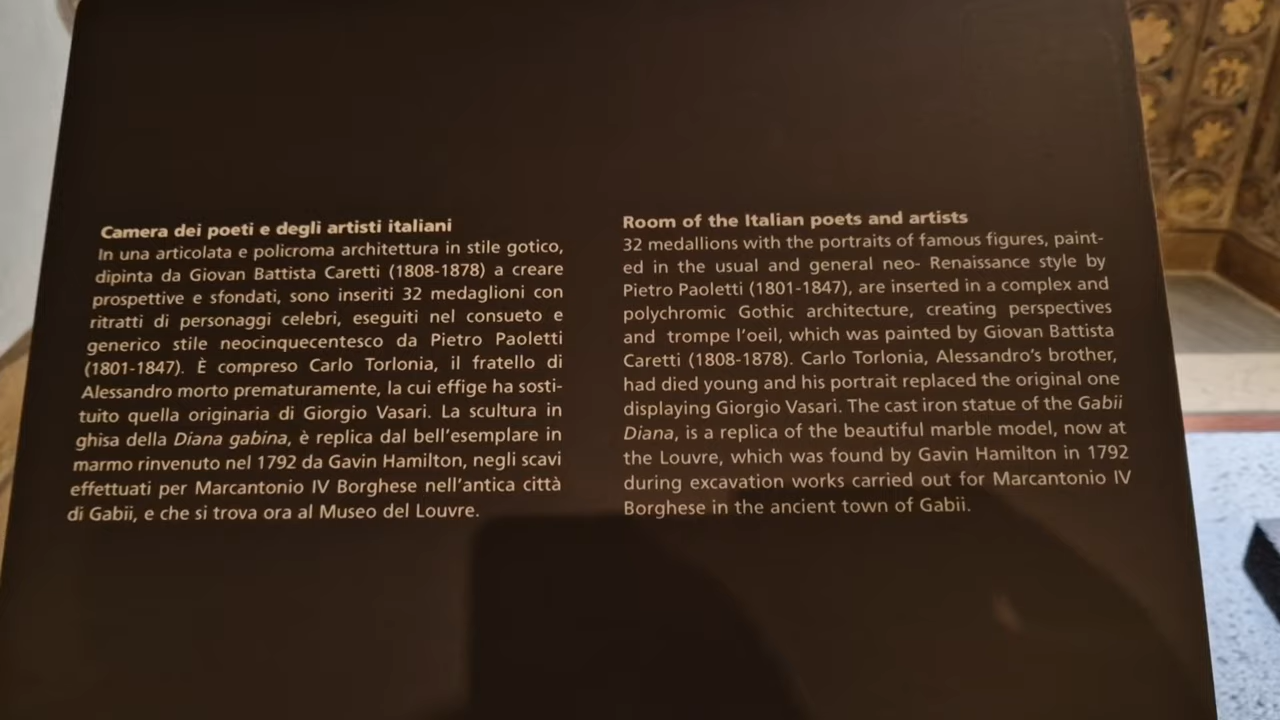 Camera dei poeti e degli artisti italiani
In una articolata e policroma architettura in stile gotico,
dipinta da Giovan Battista Caretti (1808-1878) a creare
prospettive e sfondati, sono inseriti 32 medaglioni con
ritratti di personaggi celebri, eseguiti nel consueto e
generico stile neocinquecentesco da Pietro Paoletti
(1801-1847). È compreso Carlo Torlonia, il fratello di
Alessandro morto prematuramente, la cui effige ha sosti-
tuito quella originaria di Giorgio Vasari. La scultura in
ghisa della Diana gabina, è replica dal bell'esemplare in
marmo rinvenuto nel 1792 da Gavin Hamilton, negli scavi
effettuati per Marcantonio IV Borghese nell'antica città
di Gabii, e che si trova ora al Museo del Louvre.
Room of the Italian poets and artists
32 medallions with the portraits of famous figures, paint-
ed in the usual and general neo- Renaissance style by
Pietro Paoletti (1801-1847), are inserted in a complex and
polychromic Gothic architecture, creating perspectives
and trompe l'oeil, which was painted by Giovan Battista
Caretti (1808-1878). Carlo Torlonia, Alessandro's brother,
had died young and his portrait replaced the original one
displaying Giorgio Vasari. The cast iron statue of the Gabii
Diana, is a replica of the beautiful marble model, now at
the Louvre, which was found by Gavin Hamilton in 1792
during excavation works carried out for Marcantonio IV
Borghese in the ancient town of Gabii.